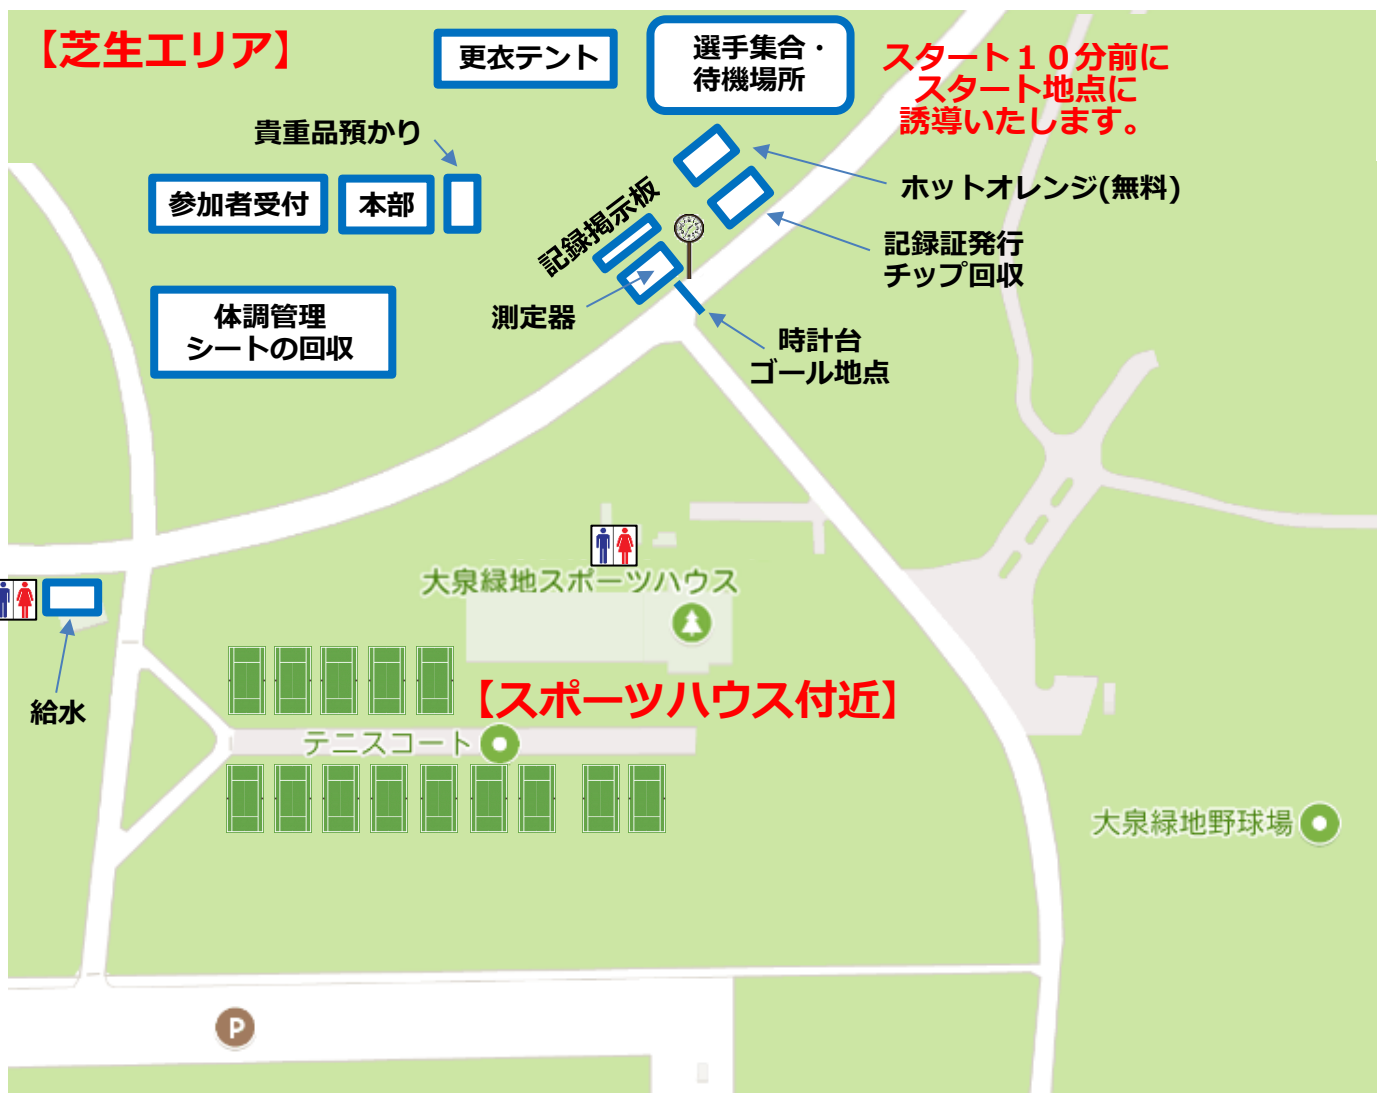 【芝生エリア】
更衣テント
選手集合・
待機場所
スタート１０分前に
スタート地点に
誘導いたします。
貴重品預かり
参加者受付
本部
ホットオレンジ(無料)
記録掲示板
記録証発行
チップ回収
測定器
体調管理
シートの回収
時計台
ゴール地点
大泉緑地スポーツハウス
給水
【スポーツハウス付近】
テニスコート
大泉緑地野球場
P